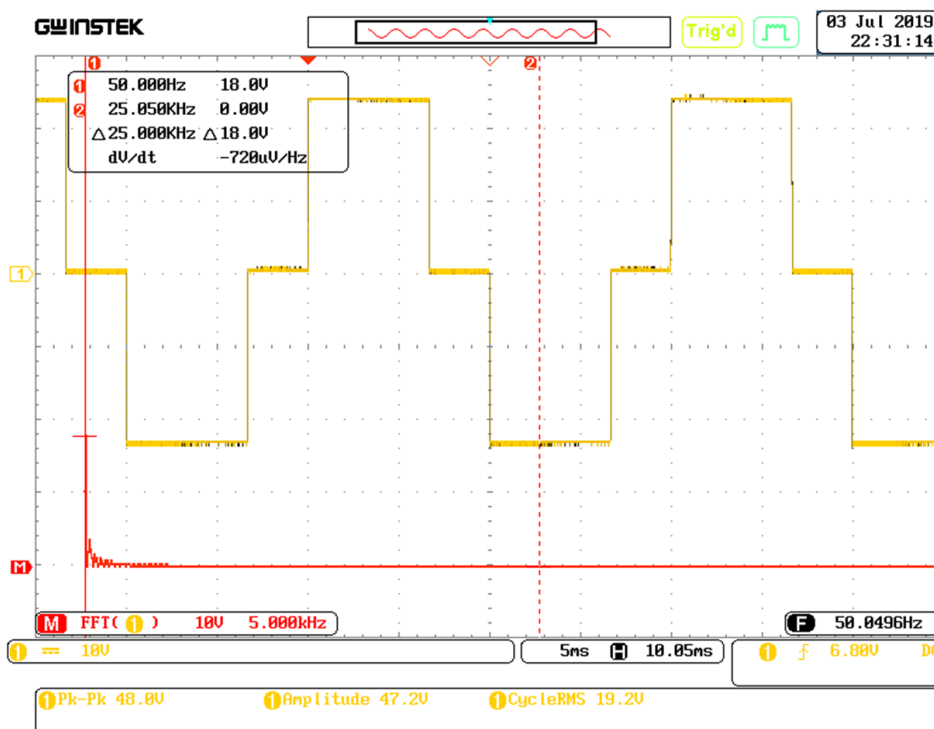 GWINSTEK
Trig'd
03 Jul 2019
22:31:14
1
2
1 50.000Hz 18.0V
2 25.050KHz 0.00V
△25.000KHz △18.0V
dV/dt -720uV/Hz
1
M
M FFT( 1 ) 10V 5.000kHz
F 50.0496Hz
1 10V
5ms H 10.05ms
1 6.80V
1 Pk-Pk 48.0V 1 Amplitude 47.2V 1 CycleRMS 19.2V